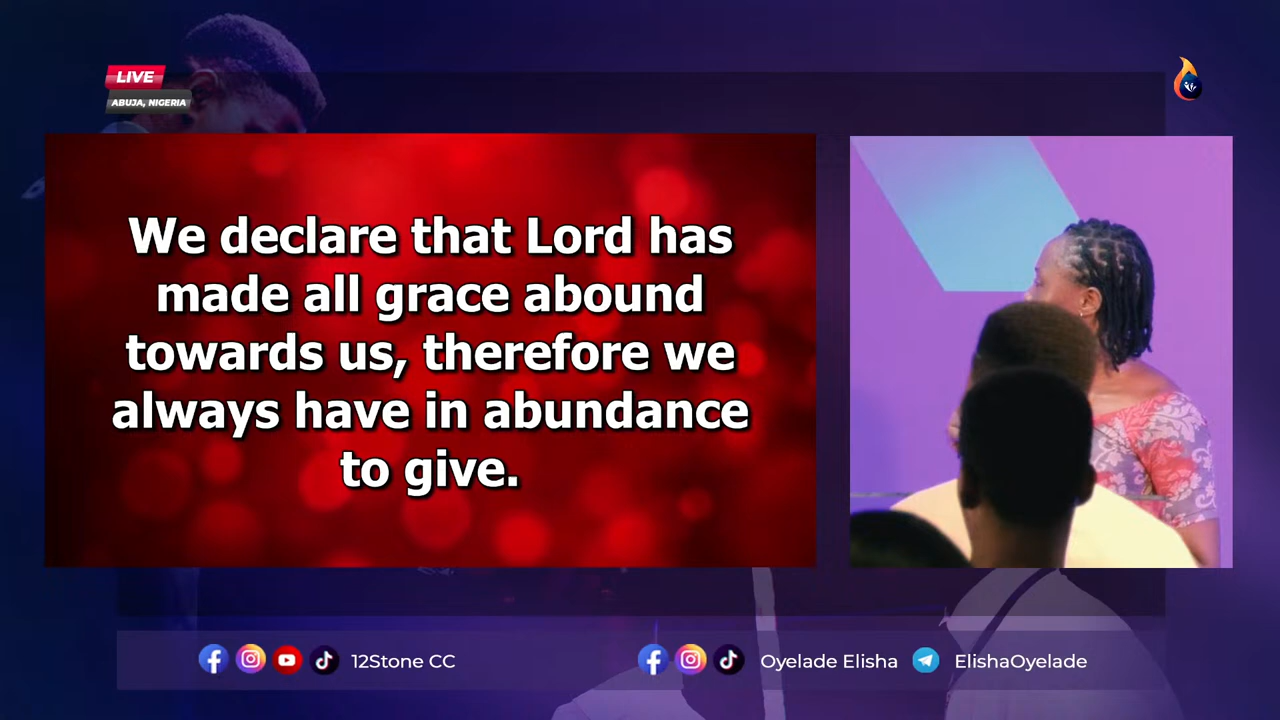 LIVE
ABUJA, NIGERIA
We declare that Lord has
made all grace abound
towards us, therefore we
always have in abundance
to give.
12Stone CC
Oyelade Elisha
ElishaOyelade